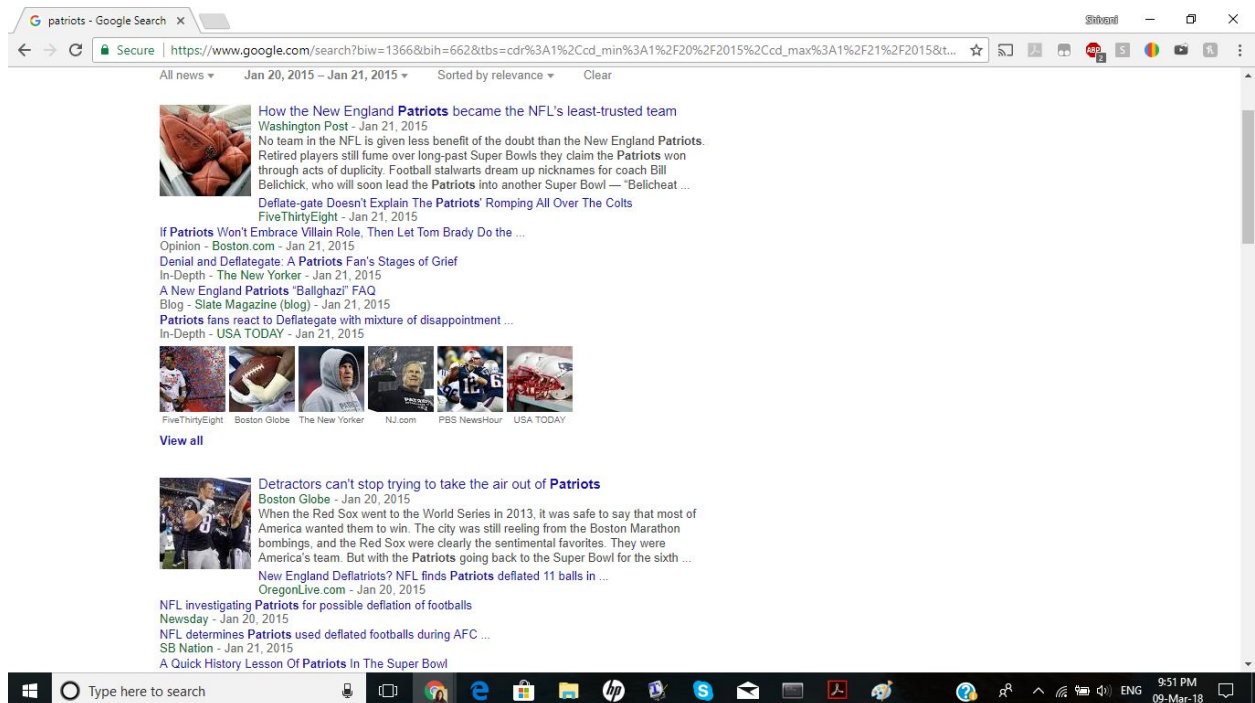 patriots - Google Search
Shivani
Secure | https://www.google.com/search?biw=1366&bih=662&tbs=cdr%3A1%2Ccd_min%3A1%2F20%2F2015%2Ccd_max%3A1%2F21%2F2015&t...
ABP
2
S
All news
Jan 20, 2015 – Jan 21, 2015
Sorted by relevance
Clear
How the New England Patriots became the NFL's least-trusted team
Washington Post - Jan 21, 2015
No team in the NFL is given less benefit of the doubt than the New England Patriots.
Retired players still fume over long-past Super Bowls they claim the Patriots won
through acts of duplicity. Football stalwarts dream up nicknames for coach Bill
Belichick, who will soon lead the Patriots into another Super Bowl — “Belicheat ...
Deflate-gate Doesn't Explain The Patriots' Romping All Over The Colts
FiveThirtyEight - Jan 21, 2015
If Patriots Won't Embrace Villain Role, Then Let Tom Brady Do the ...
Opinion - Boston.com - Jan 21, 2015
Denial and Deflategate: A Patriots Fan's Stages of Grief
In-Depth - The New Yorker - Jan 21, 2015
A New England Patriots “Ballghazi” FAQ
Blog - Slate Magazine (blog) - Jan 21, 2015
Patriots fans react to Deflategate with mixture of disappointment ...
In-Depth - USA TODAY - Jan 21, 2015
12
FiveThirtyEight
Boston Globe
The New Yorker
NJ.com
PBS NewsHour
USA TODAY
View all
Detractors can't stop trying to take the air out of Patriots
Boston Globe - Jan 20, 2015
When the Red Sox went to the World Series in 2013, it was safe to say that most of
America wanted them to win. The city was still reeling from the Boston Marathon
bombings, and the Red Sox were clearly the sentimental favorites. They were
America's team. But with the Patriots going back to the Super Bowl for the sixth ...
New England Deflatriots? NFL finds Patriots deflated 11 balls in ...
OregonLive.com - Jan 20, 2015
NFL investigating Patriots for possible deflation of footballs
Newsday - Jan 20, 2015
NFL determines Patriots used deflated footballs during AFC ...
SB Nation - Jan 21, 2015
A Quick History Lesson Of Patriots In The Super Bowl
Type here to search
hp
ENG
9:51 PM
09-Mar-18